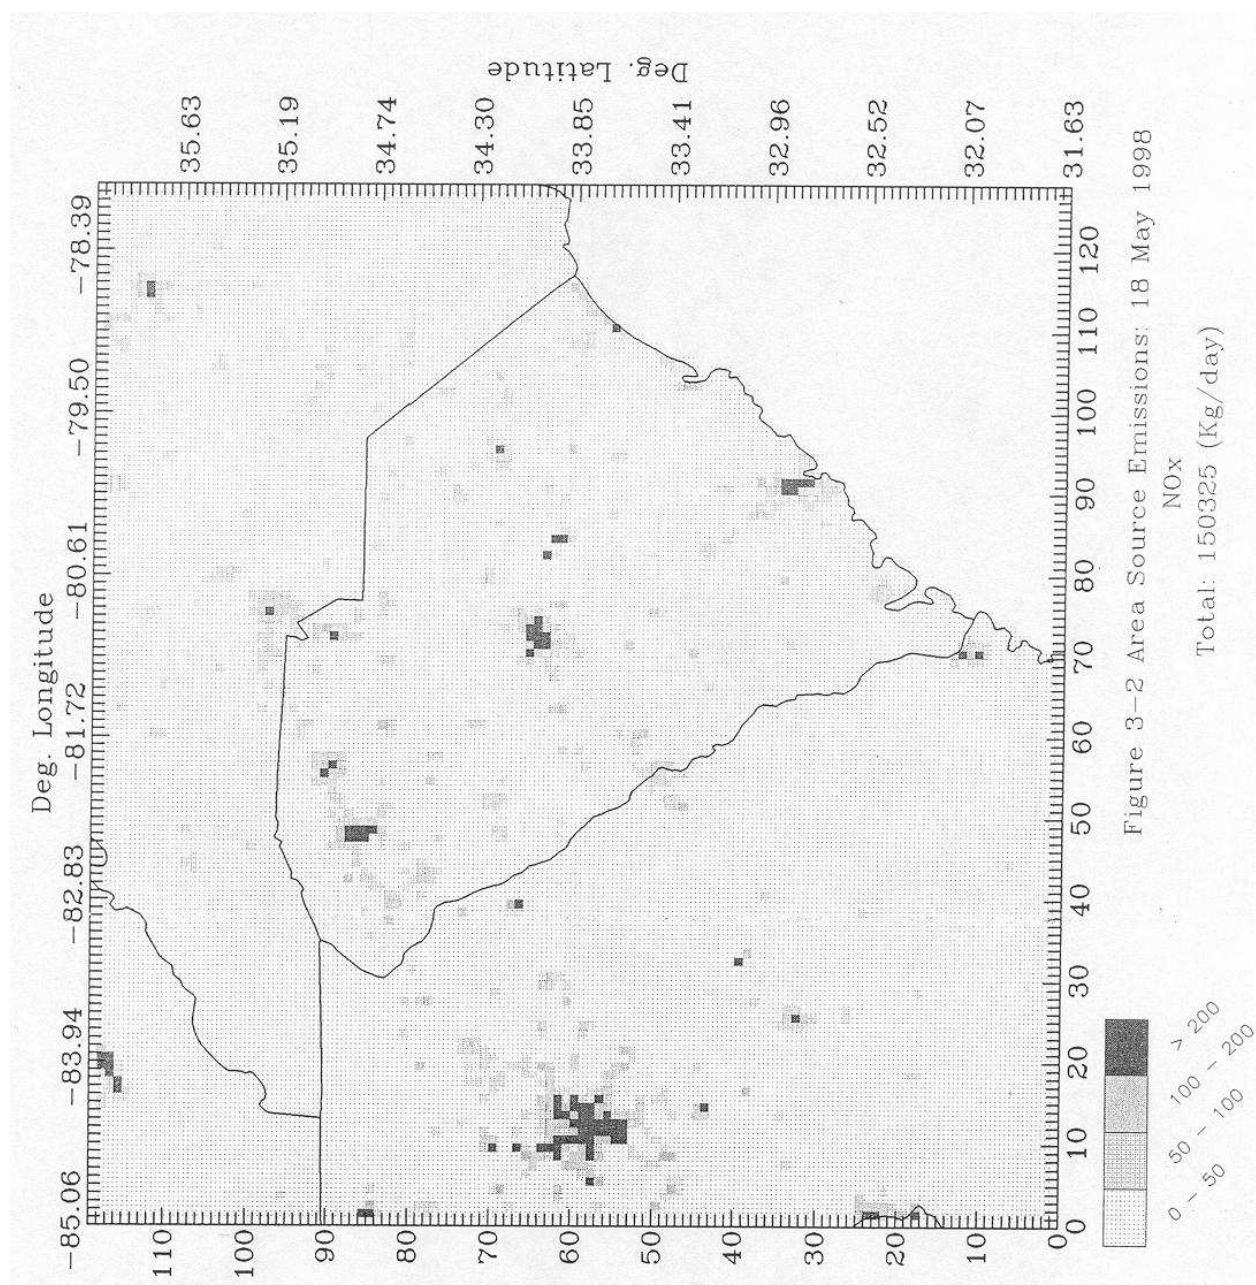 Deg. Longitude
-85.06 -83.94 -82.83 -81.72 -80.61 -79.50 -78.39
110
100
90
80
70
60
50
40
30
20
10
0
0 10 20 30 40 50 60 70 80 90 100 110 120
Deg. Latitude
35.63
35.19
34.74
34.30
33.85
33.41
32.96
32.52
32.07
31.63
Figure 3-2 Area Source Emissions: 18 May 1998
NOx
Total: 150325 (Kg/day)
> 200
100 - 200
50 - 100
0 - 50